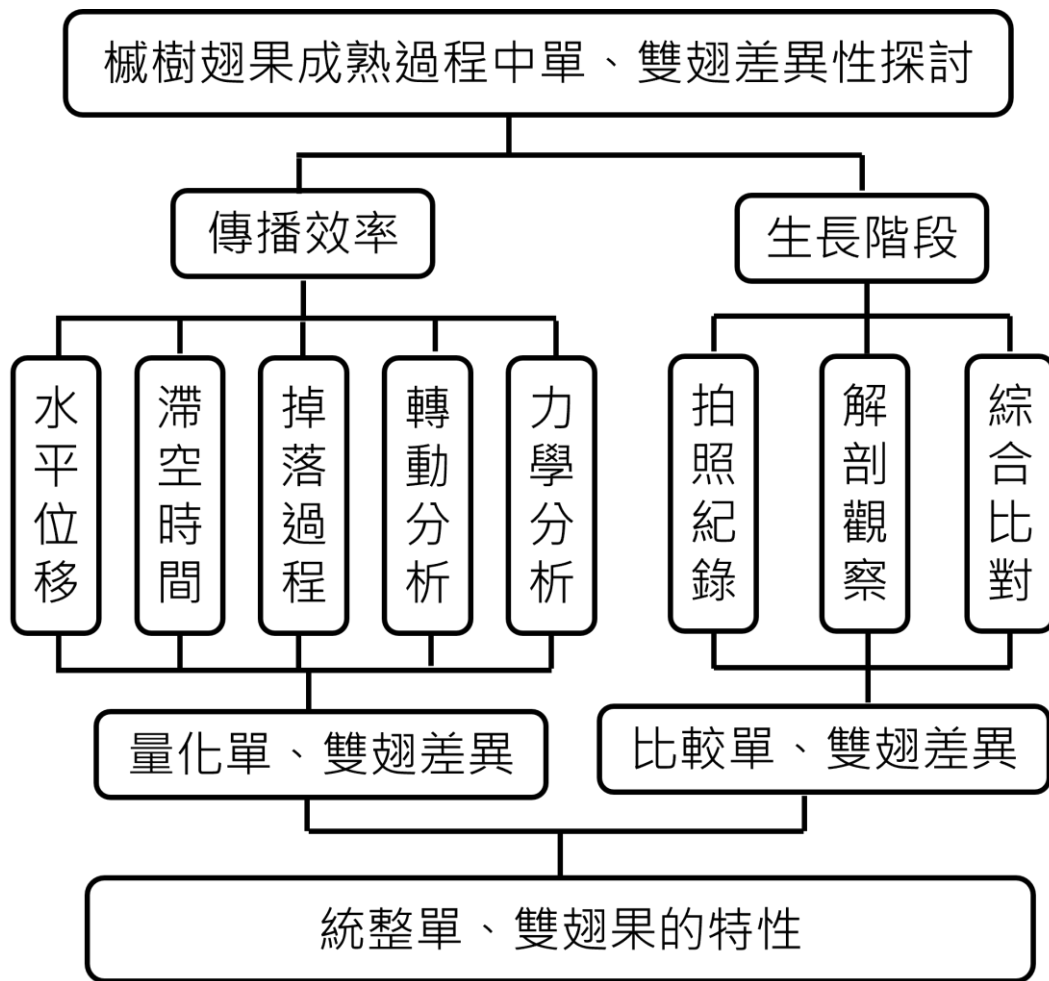 槭樹翅果成熟過程中單、雙翅差異性探討
傳播效率
生長階段
水平位移
滯空時間
掉落過程
轉動分析
力學分析
拍照紀錄
解剖觀察
綜合比對
量化單、雙翅差異
比較單、雙翅差異
統整單、雙翅果的特性